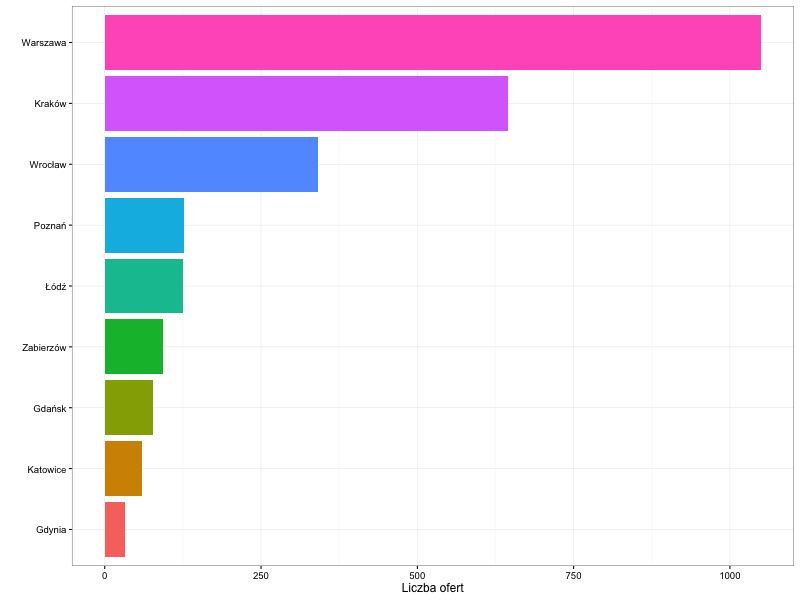 Warszawa
Kraków
Wrocław
Poznań
Łódź
Zabierzów
Gdańsk
Katowice
Gdynia
0 250 500 750 1000
Liczba ofert